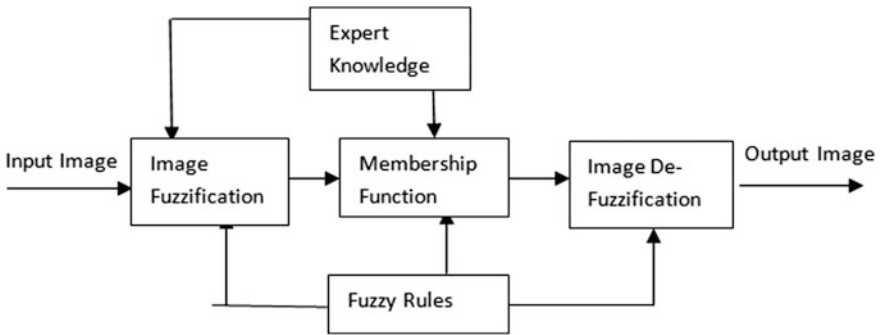 Expert
Knowledge
Input Image
Image
Fuzzification
Membership
Function
Image De-
Fuzzification
Output Image
Fuzzy Rules